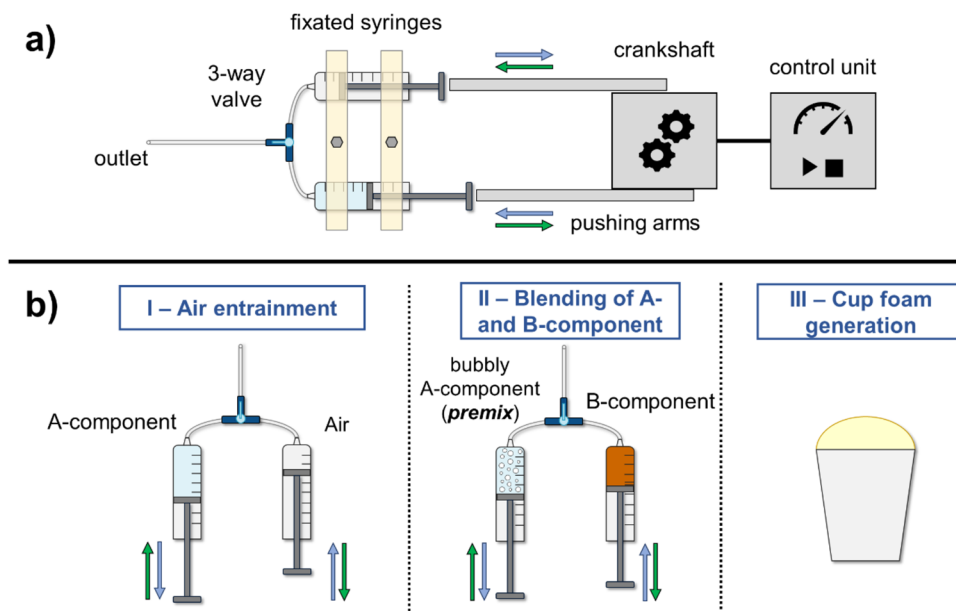 a)
fixated syringes
3-way
valve
outlet
crankshaft
control unit
pushing arms
b)
I – Air entrainment
A-component
Air
II – Blending of A-
and B-component
bubbly
A-component
(premix)
B-component
III – Cup foam
generation